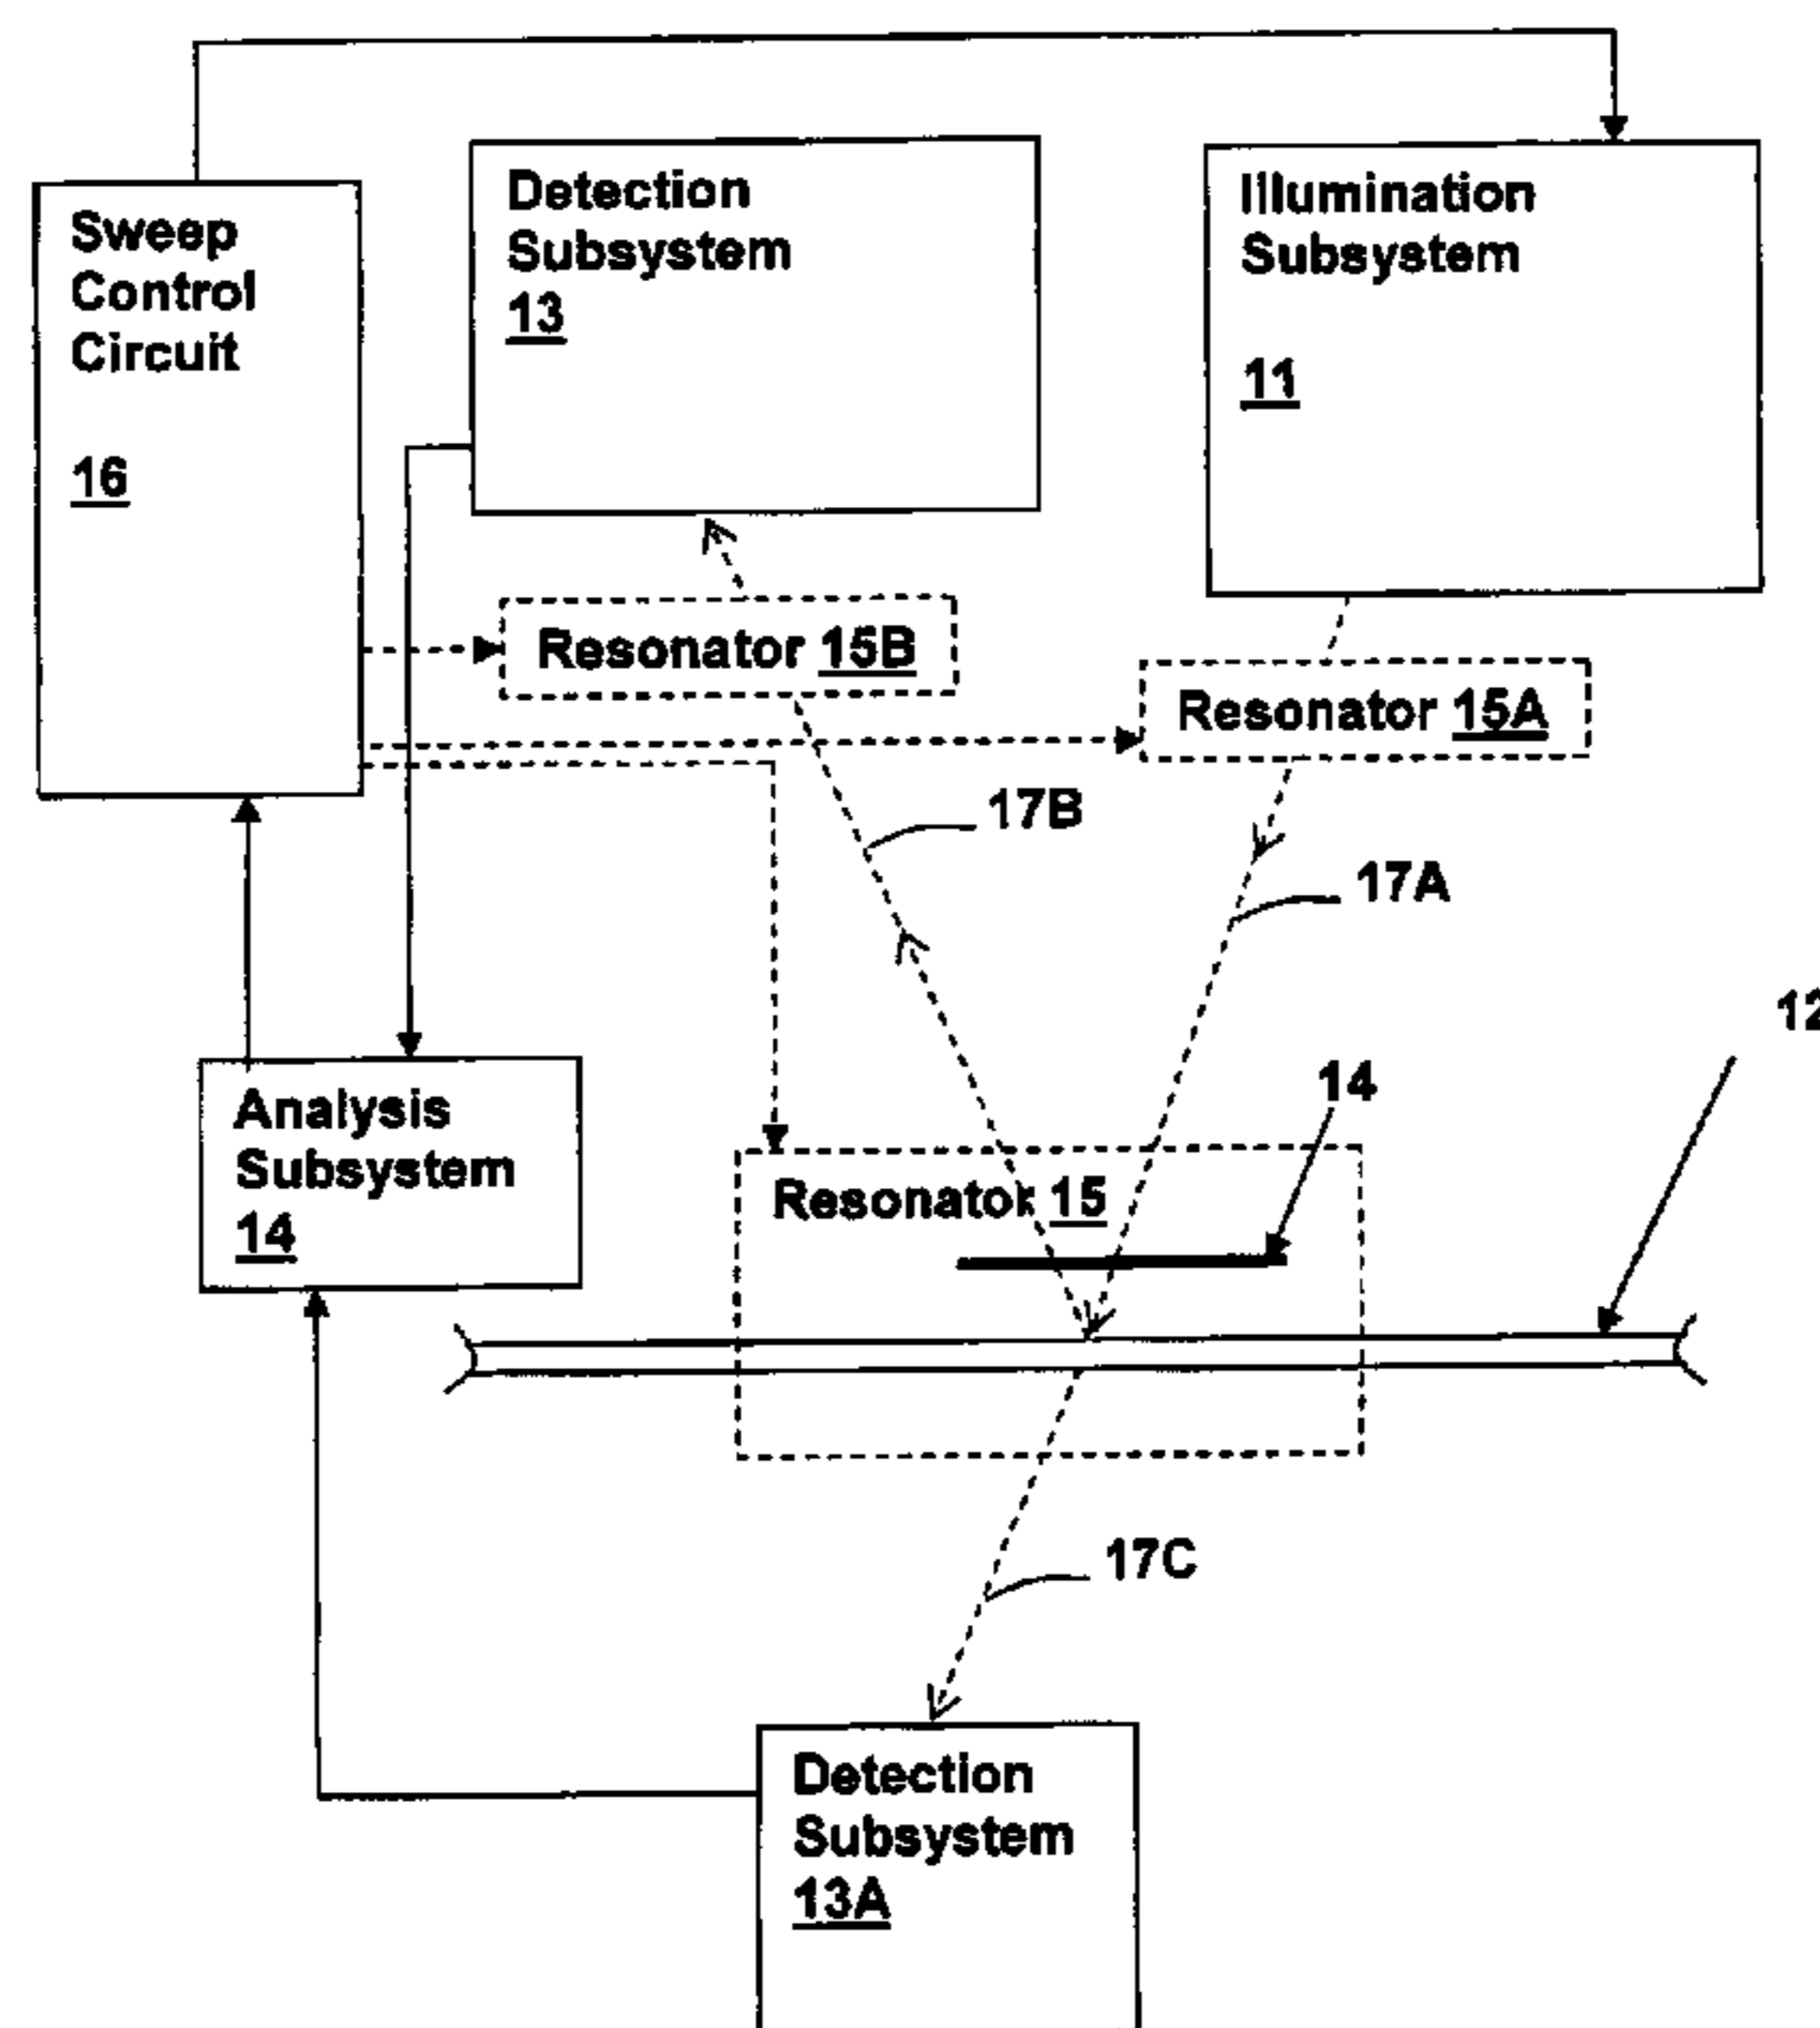 Sweep
Control
Circuit
16
Detection
Subsystem
13
Illumination
Subsystem
11
Resonator 15B
Resonator 15A
17B
17A
12
14
Analysis
Subsystem
14
Resonator 15
17C
Detection
Subsystem
13A